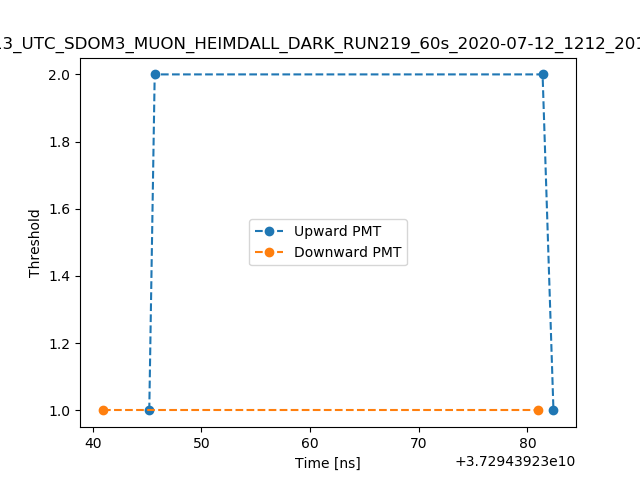 _UTC_SDOM3_MUON_HEIMDALL_DARK_RUN219_60s_2020-07-12_1212_201
2.0
1.8
1.6
1.4
1.2
1.0
Threshold
Upward PMT
Downward PMT
40 50 60 70 80
Time [ns]
+3.72943923e10